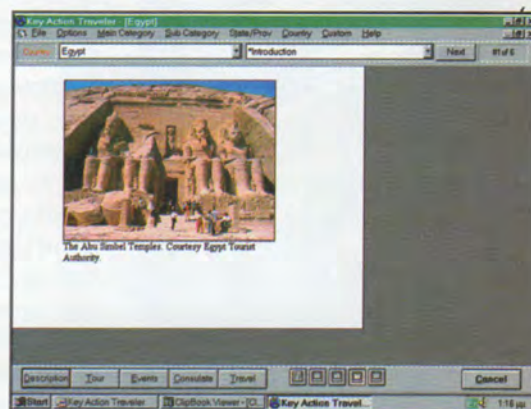 Key Action Traveler - [Egypt]
File Options Main Category Sub Category State/Prov Country Custom Help
Country Egypt *Introduction Next #1 of 6
The Abu Simbel Temples. Courtesy Egypt Tourist
Authority.
Description Tour Events Consulate Travel Cancel
Start Key Action Traveler ClipBook Viewer - [Cl... Key Action Travel... 1:16